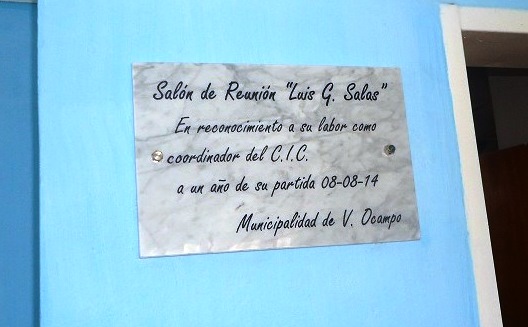 Salón de Reunión "Luis G. Salas"
En reconocimiento a su labor como
coordinador del C.I.C.
a un año de su partida 08-08-14
Municipalidad de V. Ocampo